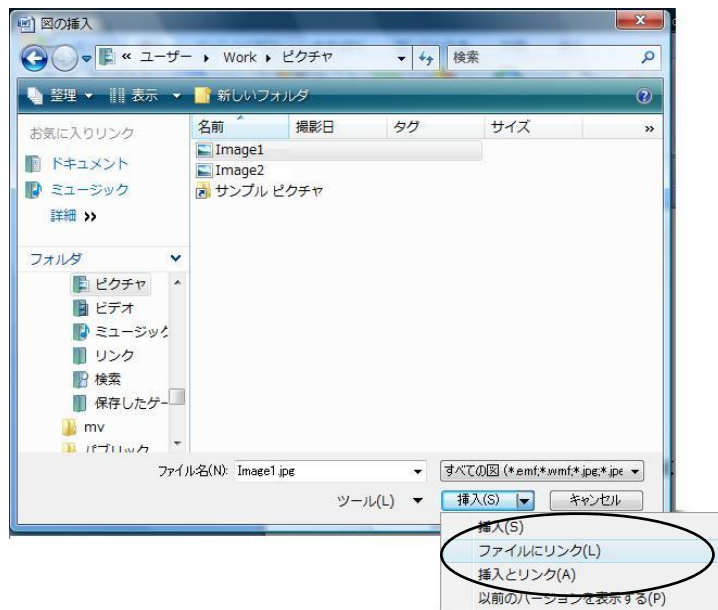 図の挿入
« ユーザー ▸ Work ▸ ピクチャ
検索
整理 表示 新しいフォルダ
お気に入りリンク
ドキュメント
ミュージック
詳細 »
名前 撮影日 タグ サイズ »
Image1
Image2
サンプル ピクチャ
フォルダ
ピクチャ
ビデオ
ミュージック
リンク
検索
保存したゲー
mv
パブリック
ファイル名(N): Image1.jpg
すべての図 (*.emf;*.wmf;*.jpg;*.jpe
ツール(L) 挿入(S) キャンセル
挿入(S)
ファイルにリンク(L)
挿入とリンク(A)
以前のバージョンを表示する(P)